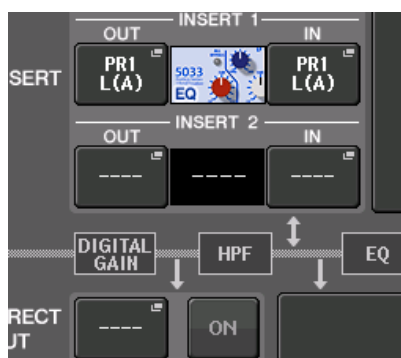 INSERT 1
OUT
IN
SERT
PR1
L(A)
5033
EQ
PR1
L(A)
INSERT 2
OUT
IN
----
----
----
DIGITAL
GAIN
HPF
EQ
RECT
UT
----
ON